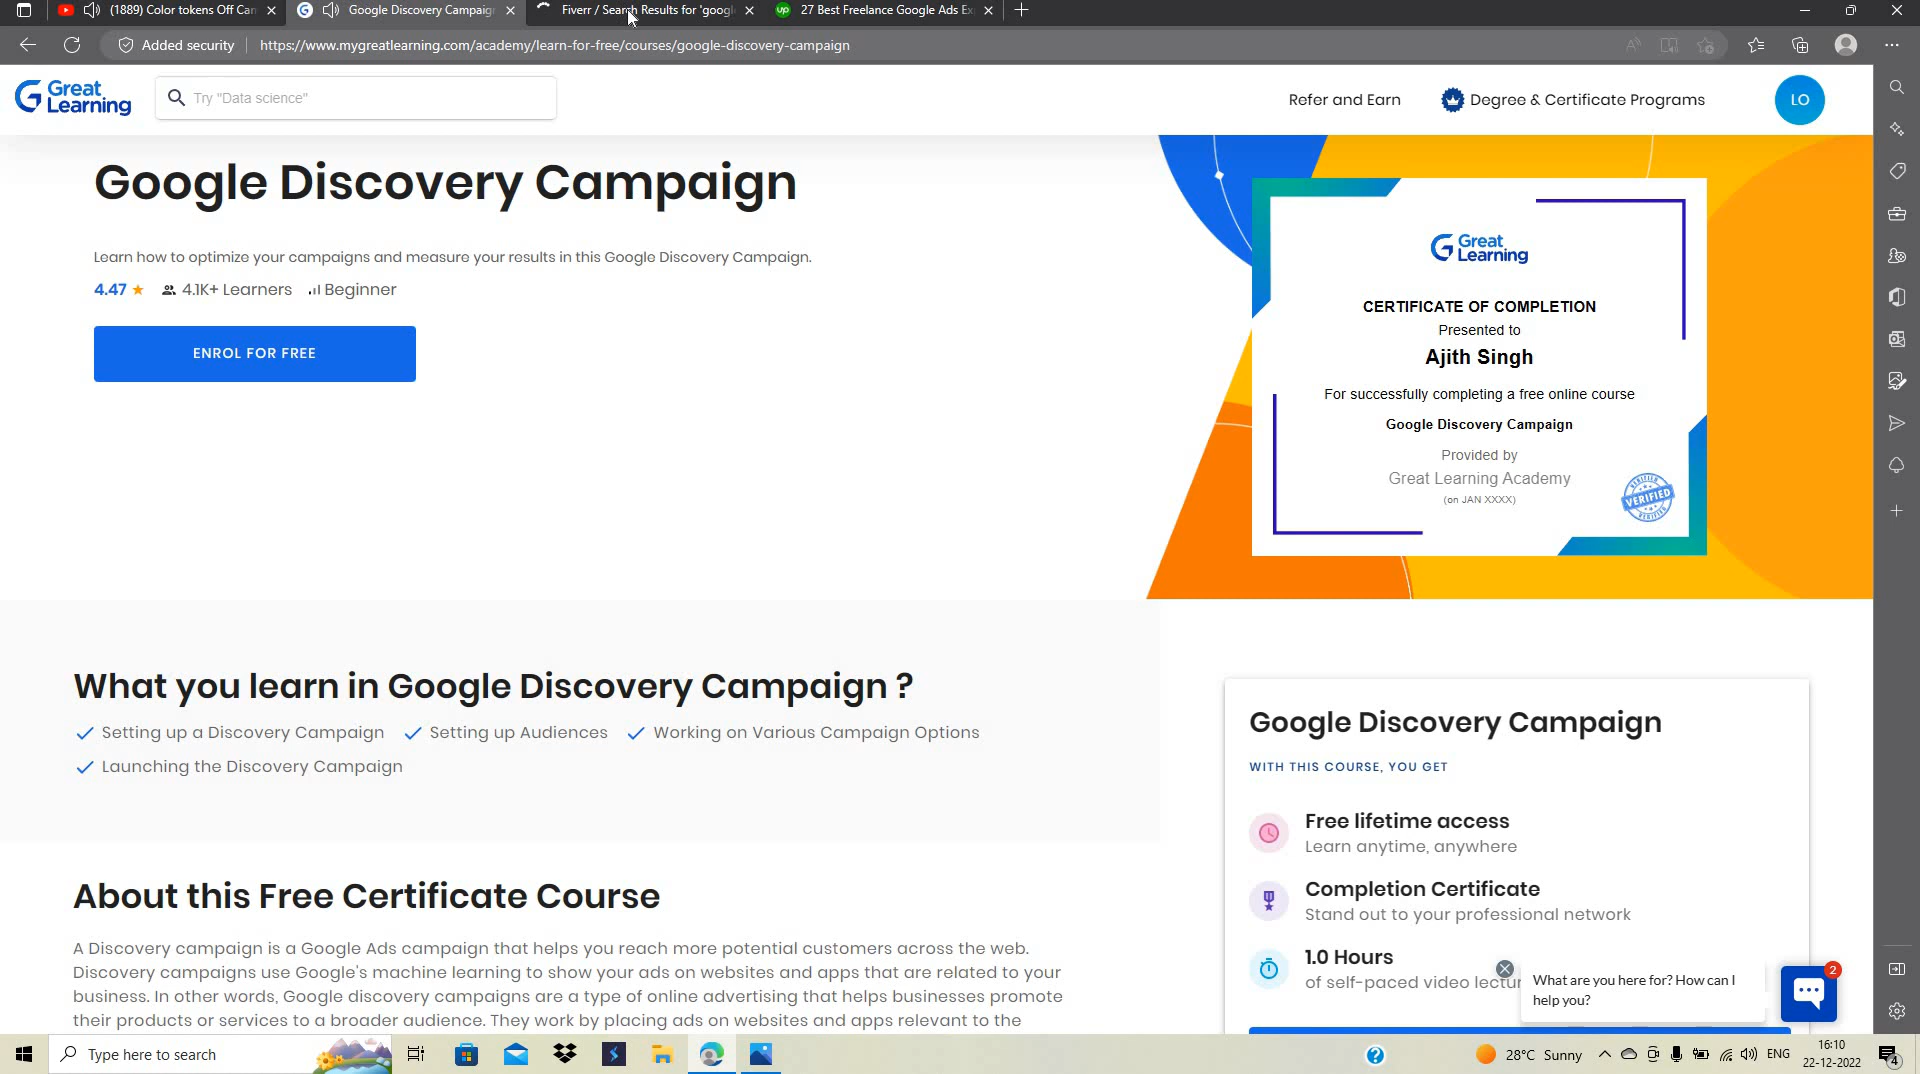 (1889) Color tokens Off Can
Google Discovery Campaign
Fiverr / Search Results for 'googl
27 Best Freelance Google Ads Ex
Added security
https://www.mygreatlearning.com/academy/learn-for-free/courses/google-discovery-campaign
Great Learning
Try "Data science"
Refer and Earn
Degree & Certificate Programs
LO
Google Discovery Campaign
Learn how to optimize your campaigns and measure your results in this Google Discovery Campaign.
4.47 ★ 4.1K+ Learners Beginner
ENROL FOR FREE
Great Learning
CERTIFICATE OF COMPLETION
Presented to
Ajith Singh
For successfully completing a free online course
Google Discovery Campaign
Provided by
Great Learning Academy
(on JAN XXXX)
VERIFIED
What you learn in Google Discovery Campaign ?
Setting up a Discovery Campaign Setting up Audiences Working on Various Campaign Options
Launching the Discovery Campaign
Google Discovery Campaign
WITH THIS COURSE, YOU GET
Free lifetime access
Learn anytime, anywhere
Completion Certificate
Stand out to your professional network
1.0 Hours
of self-paced video lectur
What are you here for? How can I
help you?
2
About this Free Certificate Course
A Discovery campaign is a Google Ads campaign that helps you reach more potential customers across the web.
Discovery campaigns use Google's machine learning to show your ads on websites and apps that are related to your
business. In other words, Google discovery campaigns are a type of online advertising that helps businesses promote
their products or services to a broader audience. They work by placing ads on websites and apps relevant to the
Type here to search
28°C Sunny
ENG
16:10
22-12-2022
4